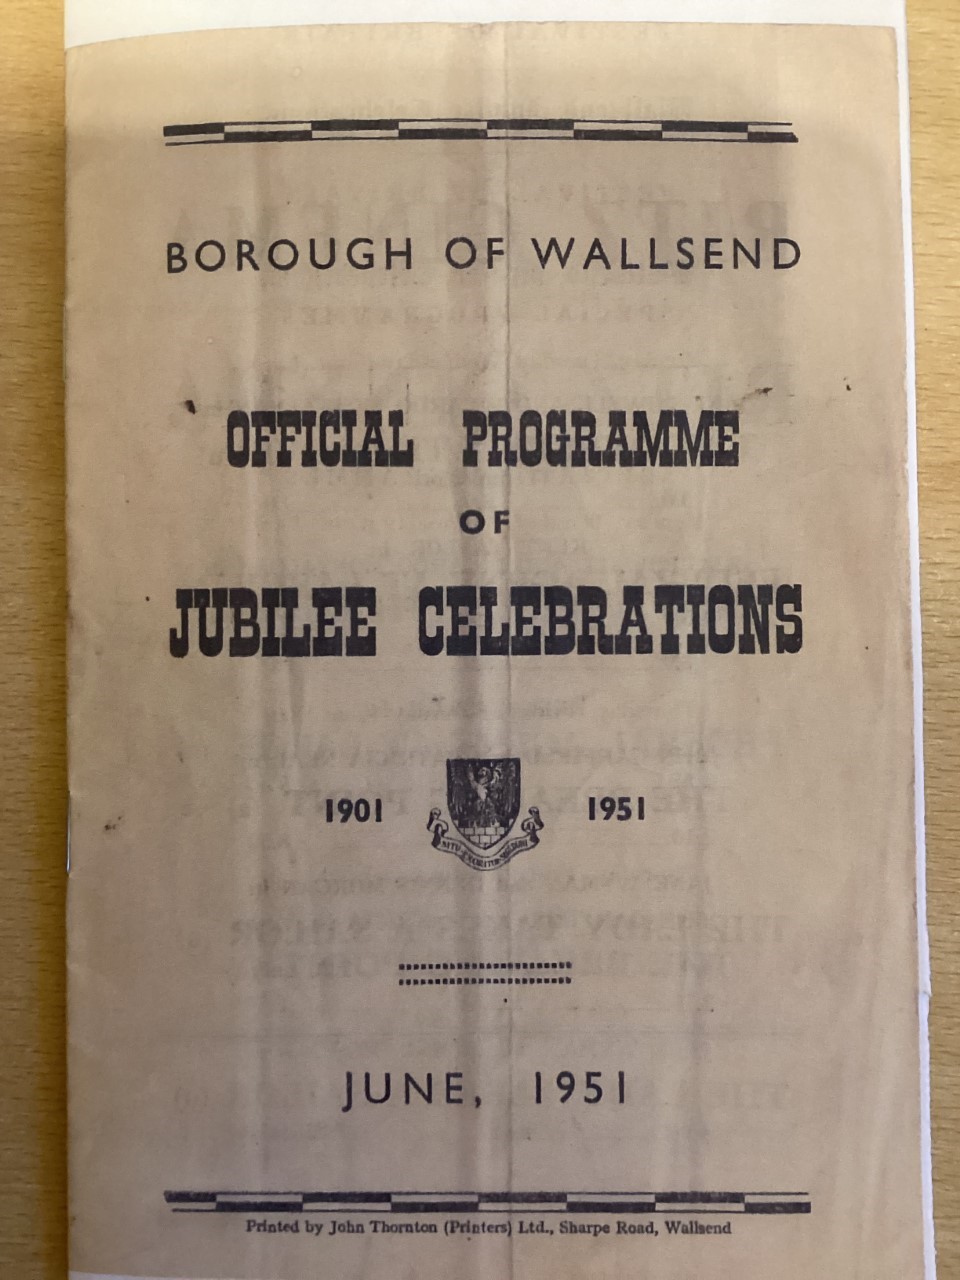 BOROUGH OF WALLSEND
OFFICIAL PROGRAMME
OF
JUBILEE CELEBRATIONS
1901 1951
JUNE, 1951
Printed by John Thornton (Printers) Ltd., Sharpe Road, Wallsend